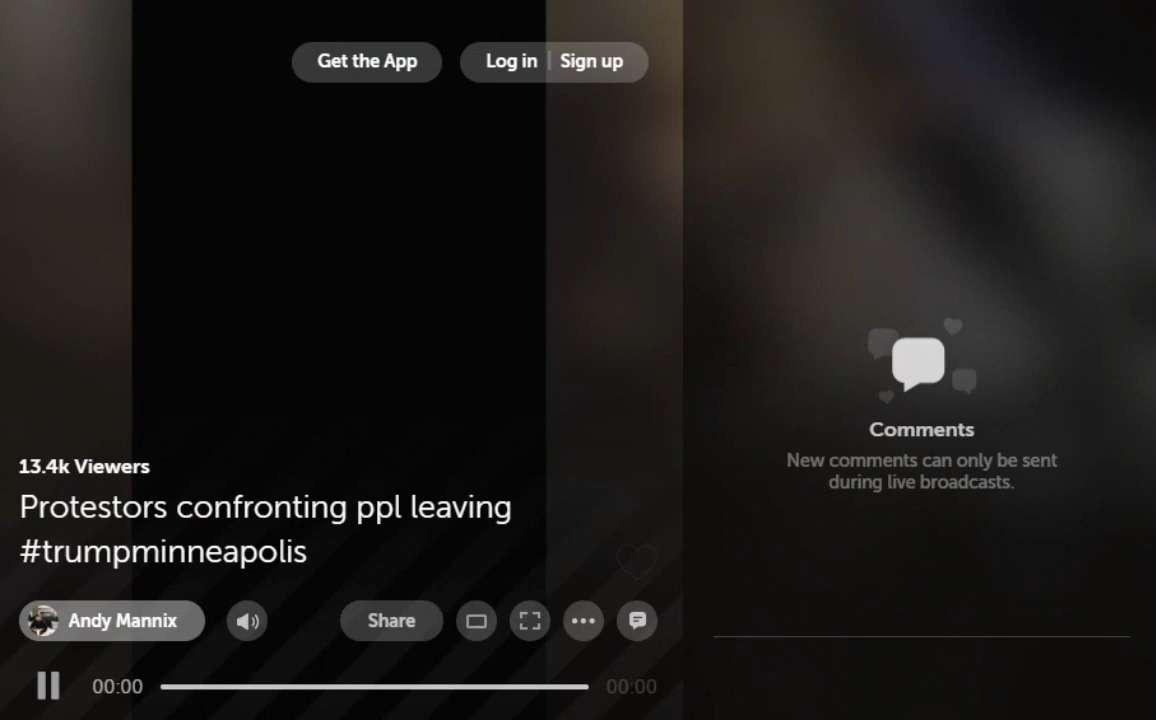 Get the App
Log in | Sign up
13.4k Viewers
Protestors confronting ppl leaving
#trumpminneapolis
Andy Mannix
Share
00:00
00:00
Comments
New comments can only be sent
during live broadcasts.